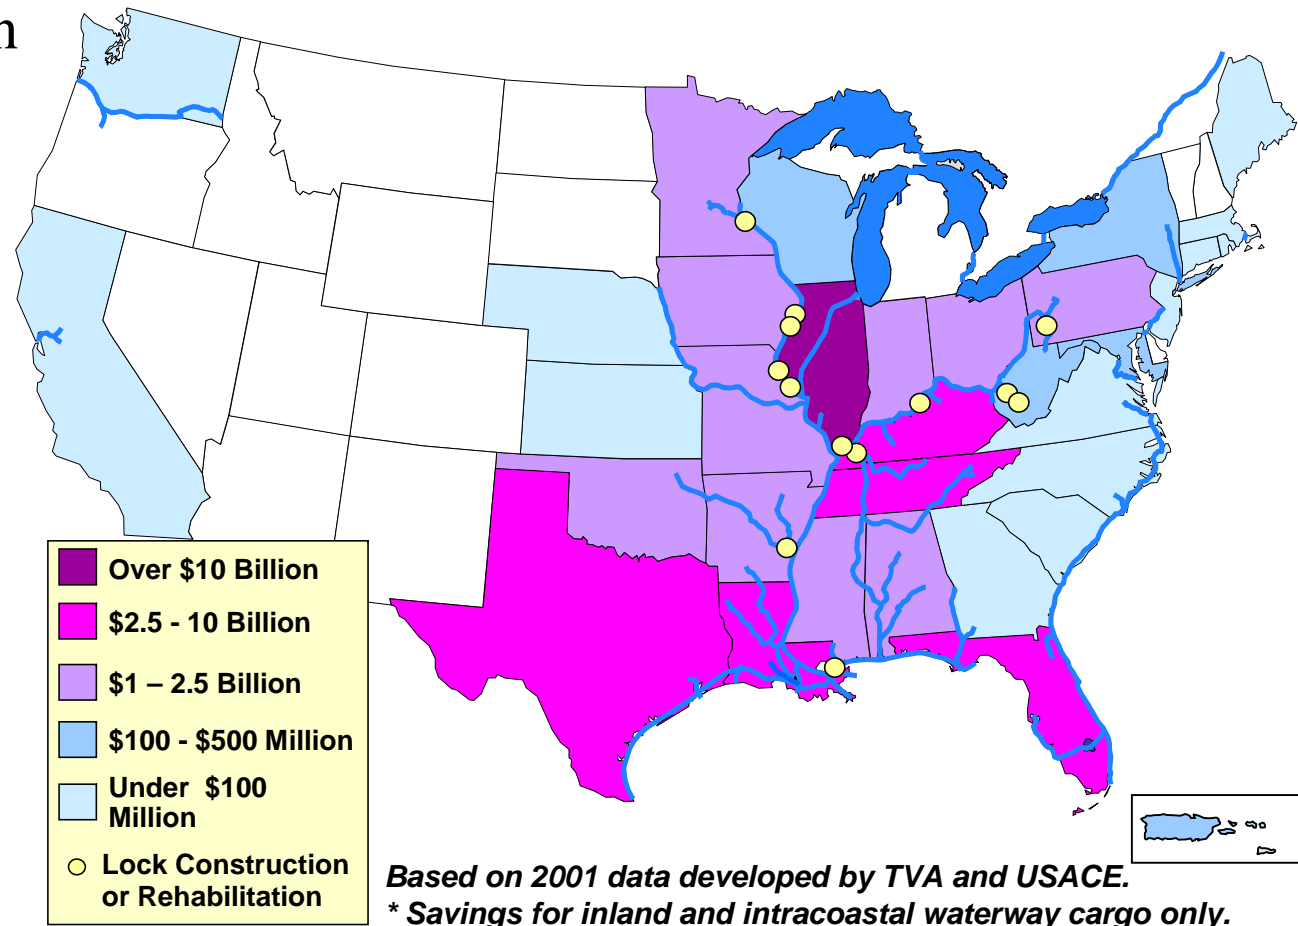 Over $10 Billion
$2.5 - 10 Billion
$1 – 2.5 Billion
$100 - $500 Million
Under $100
Million
Lock Construction
or Rehabilitation
Based on 2001 data developed by TVA and USACE.
* Savings for inland and intracoastal waterway cargo only.